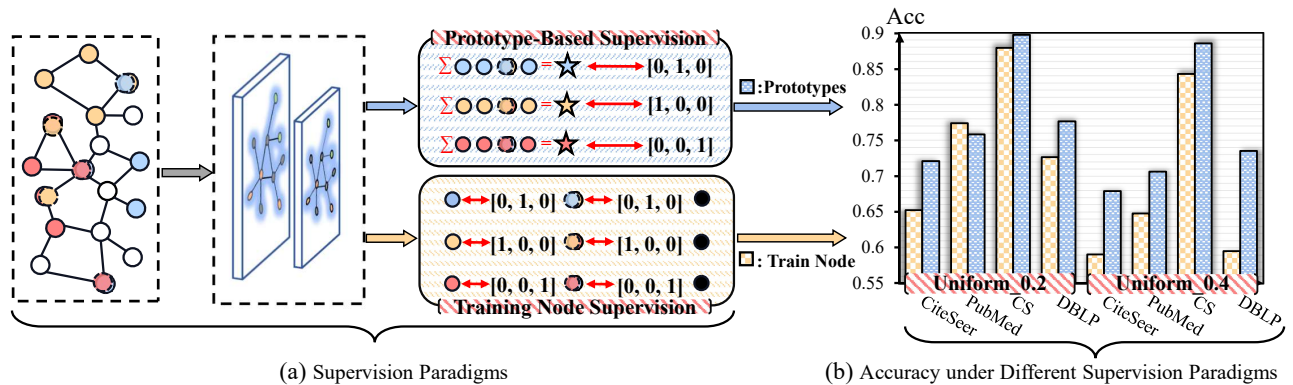 Prototype-Based Supervision
Σ = [0, 1, 0]
Σ = [1, 0, 0]
Σ = [0, 0, 1]
[0, 1, 0] [0, 1, 0]
[1, 0, 0] [1, 0, 0]
[0, 0, 1] [0, 0, 1]
Training Node Supervision
:Prototypes
: Train Node
(a) Supervision Paradigms
Acc
0.9
0.85
0.8
0.75
0.7
0.65
0.6
0.55
Uniform_0.2 Uniform_0.4
CiteSeer PubMed CS DBLP CiteSeer PubMed CS DBLP
(b) Accuracy under Different Supervision Paradigms